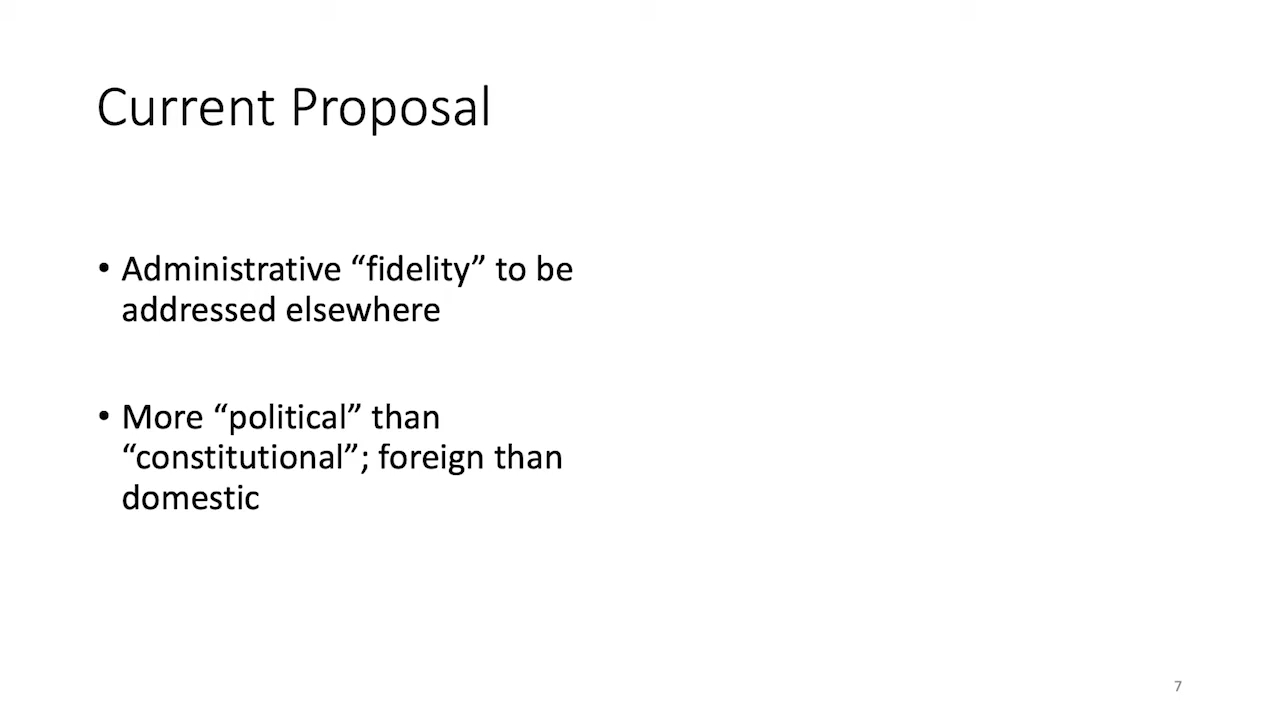 Current Proposal
• Administrative “fidelity” to be
addressed elsewhere
• More “political” than
“constitutional”; foreign than
domestic
7